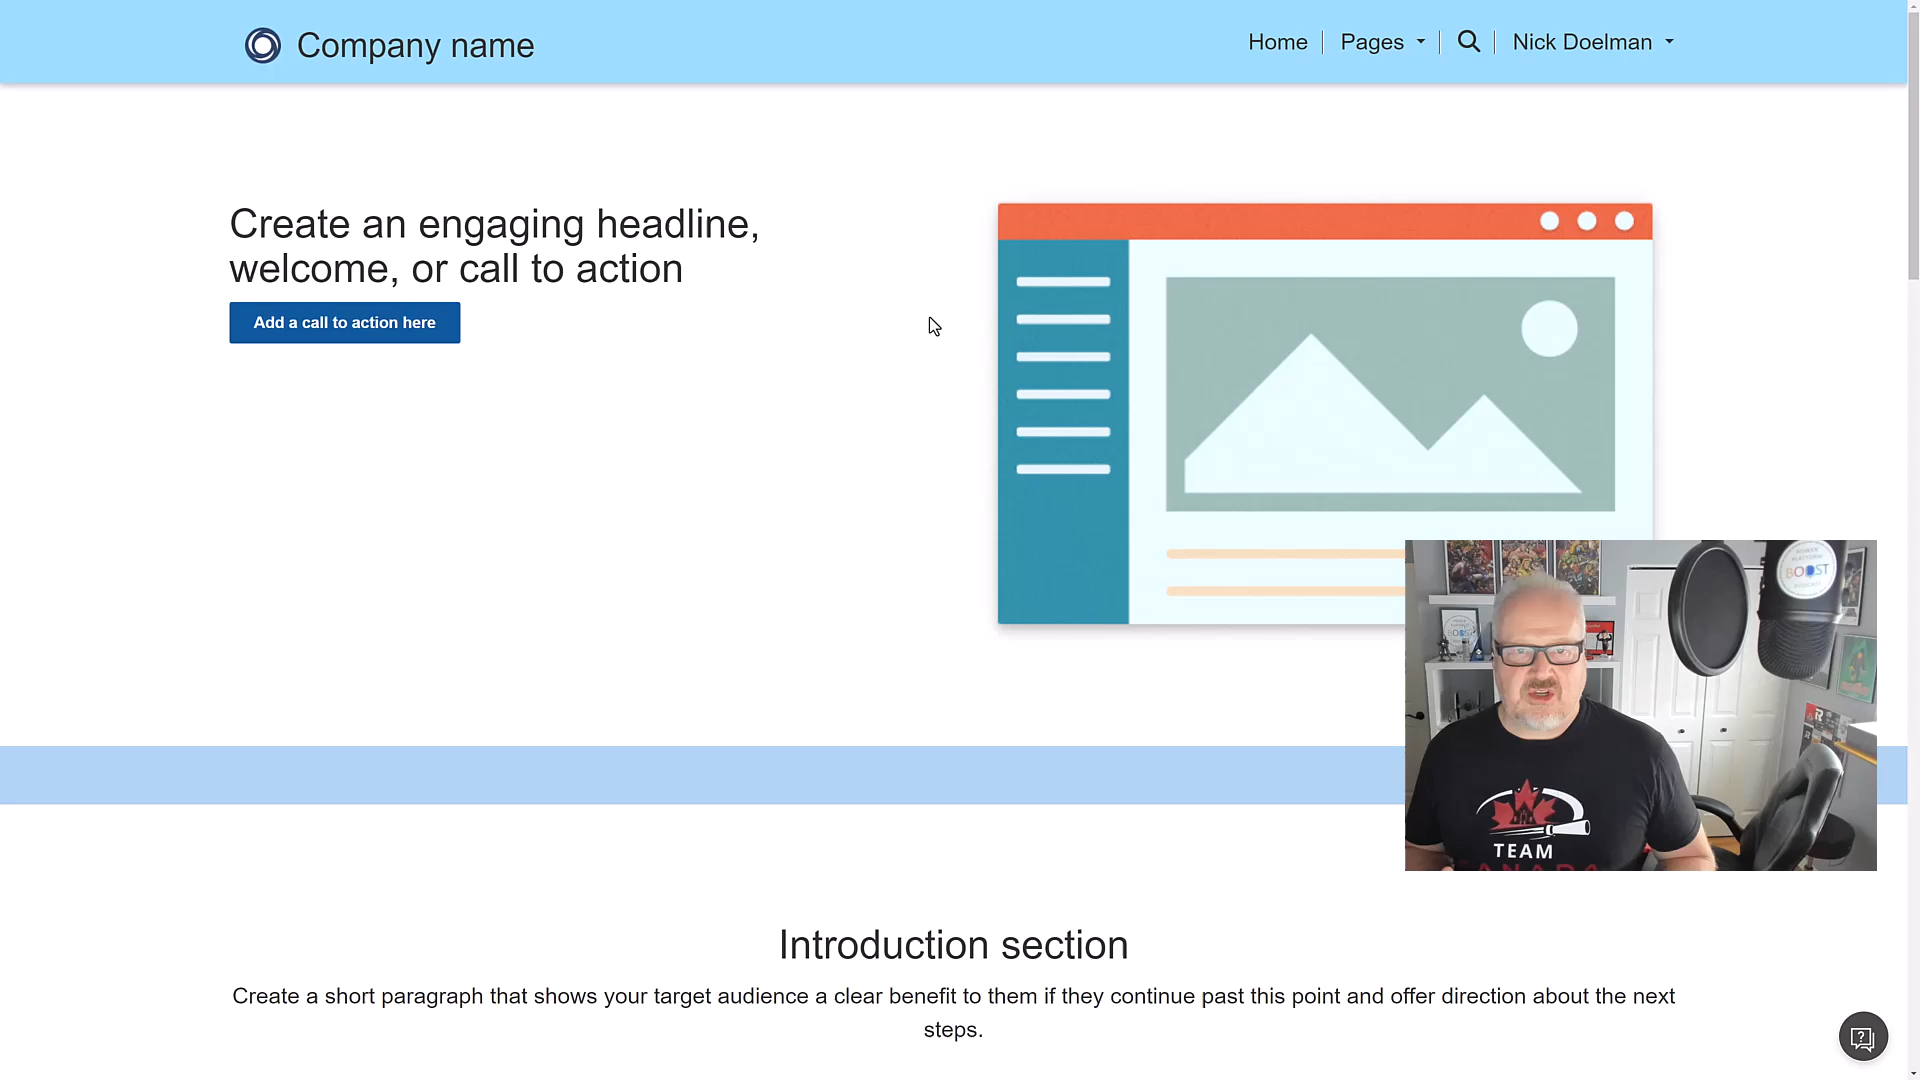 Company name
Home
Pages
Nick Doelman
Create an engaging headline,
welcome, or call to action
Add a call to action here
BOOST
TEAM
CANADA
Introduction section
Create a short paragraph that shows your target audience a clear benefit to them if they continue past this point and offer direction about the next
steps.